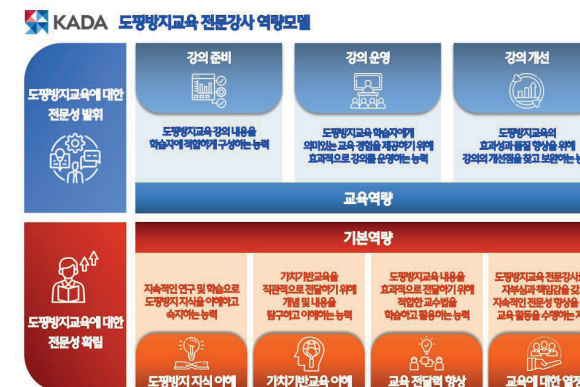 KADA 도핑방지교육 전문강사 역량모델
도핑방지교육에 대한
전문성 발휘
강의 준비
도핑방지교육 강의 내용을
학습자에 적합하게 구성하는 능력
강의 운영
도핑방지교육 학습자에게
의미있는 교육 경험을 제공하기 위해
효과적으로 강의를 운영하는 능력
강의 개선
도핑방지교육의
효과성과 품질 향상을 위해
강의의 개선점을 찾고 보완하는
교육역량
기본역량
도핑방지교육에 대한
전문성 확립
지속적인 연구 및 학습으로
도핑방지 지식을 이해하고
숙지하는 능력
도핑방지 지식 이해
가치기반교육을
직관적으로 전달하기 위해
개념 및 내용을
탐구하고 이해하는 능력
가치기반교육 이해
도핑방지교육 내용을
효과적으로 전달하기 위해
적합한 교수법을
학습하고 활용하는 능력
교육 전달력 향상
도핑방지교육 전문강사로
자부심과 책임감을
지속적인 전문성 향상을
교육 활동을 수행하는
교육에 대한